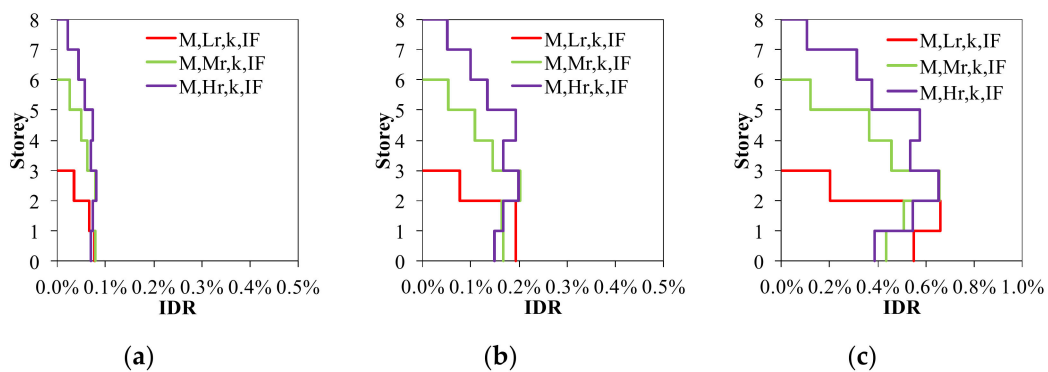 8
7
6
5
4
3
2
1
0
Storey
M,Lr,k,IF
M,Mr,k,IF
M,Hr,k,IF
0.0% 0.1% 0.2% 0.3% 0.4% 0.5%
IDR
(a)
8
7
6
5
4
3
2
1
0
Storey
M,Lr,k,IF
M,Mr,k,IF
M,Hr,k,IF
0.0% 0.1% 0.2% 0.3% 0.4% 0.5%
IDR
(b)
8
7
6
5
4
3
2
1
0
Storey
M,Lr,k,IF
M,Mr,k,IF
M,Hr,k,IF
0.0% 0.2% 0.4% 0.6% 0.8% 1.0%
IDR
(c)